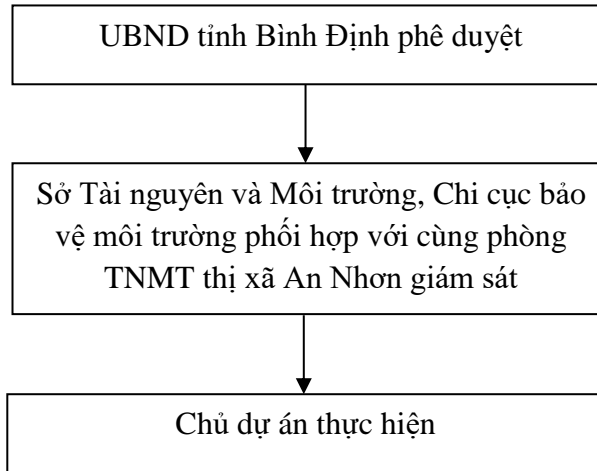 UBND tỉnh Bình Định phê duyệt
Sở Tài nguyên và Môi trường, Chi cục bảo
vệ môi trường phối hợp với cùng phòng
TNMT thị xã An Nhơn giám sát
Chủ dự án thực hiện